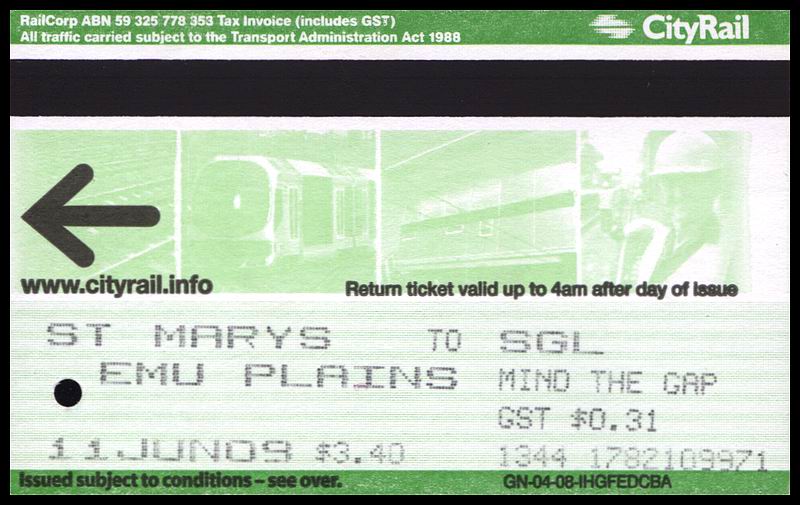 RailCorp ABN 59 325 778 353 Tax Invoice (includes GST)
All traffic carried subject to the Transport Administration Act 1988
CityRail
www.cityrail.info
Return ticket valid up to 4am after day of issue
ST MARYS TO SGL
EMU PLAINS MIND THE GAP
GST $0.31
11JUN09 $3.40 1344 1782109971
Issued subject to conditions – see over.
GN-04-08-IHGFEDCBA